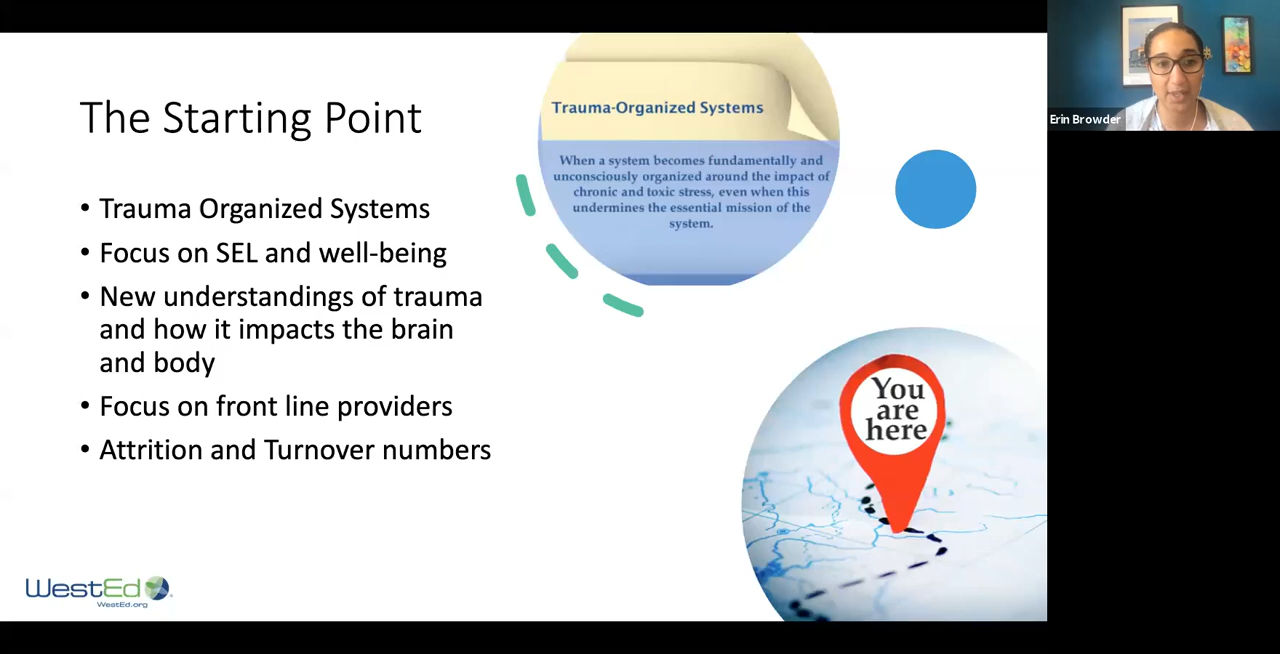 The Starting Point
• Trauma Organized Systems
• Focus on SEL and well-being
• New understandings of trauma
and how it impacts the brain
and body
• Focus on front line providers
• Attrition and Turnover numbers
Trauma-Organized Systems
When a system becomes fundamentally and
unconsciously organized around the impact of
chronic and toxic stress, even when this
undermines the essential mission of the
system.
You
are
here
WestEd
WestEd.org
Erin Browder